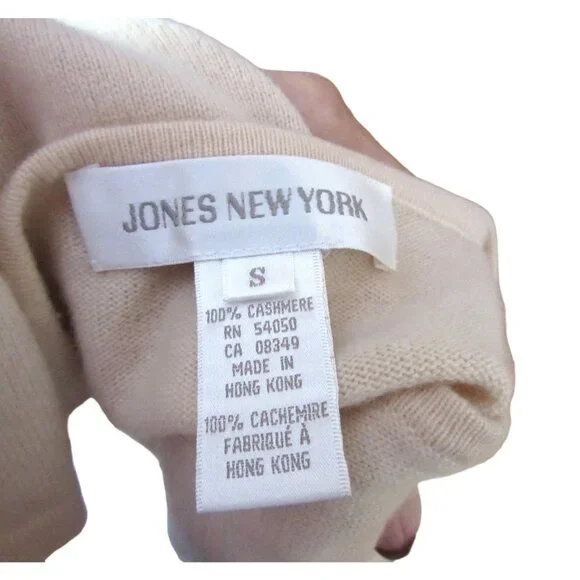 JONES NEW YORK
S
100% CASHMERE
RN 54050
CA 08349
MADE IN
HONG KONG
100% CACHEMIRE
FABRIQUÉ À
HONG KONG